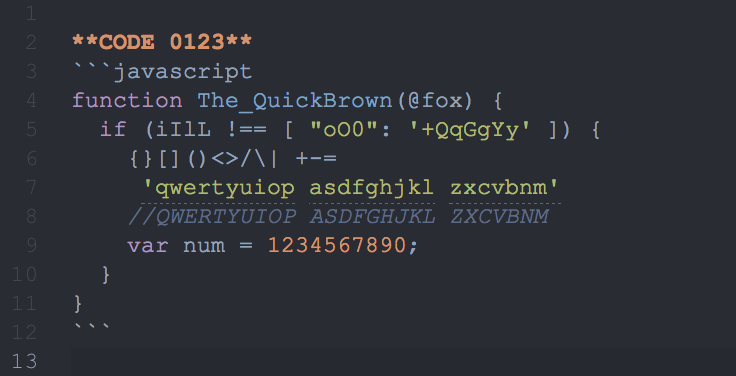 1
2 **CODE 0123**
3 ```javascript
4 function The_QuickBrown(@fox) {
5   if (iIlL !== [ "oO0": '+QqGgYy' ]) {
6     {}[]()<>/\| +-=
7      'qwertyuiop asdfghjkl zxcvbnm'
8     //QWERTYUIOP ASDFGHJKL ZXCVBNM
9     var num = 1234567890;
10   }
11 }
12 ```
13